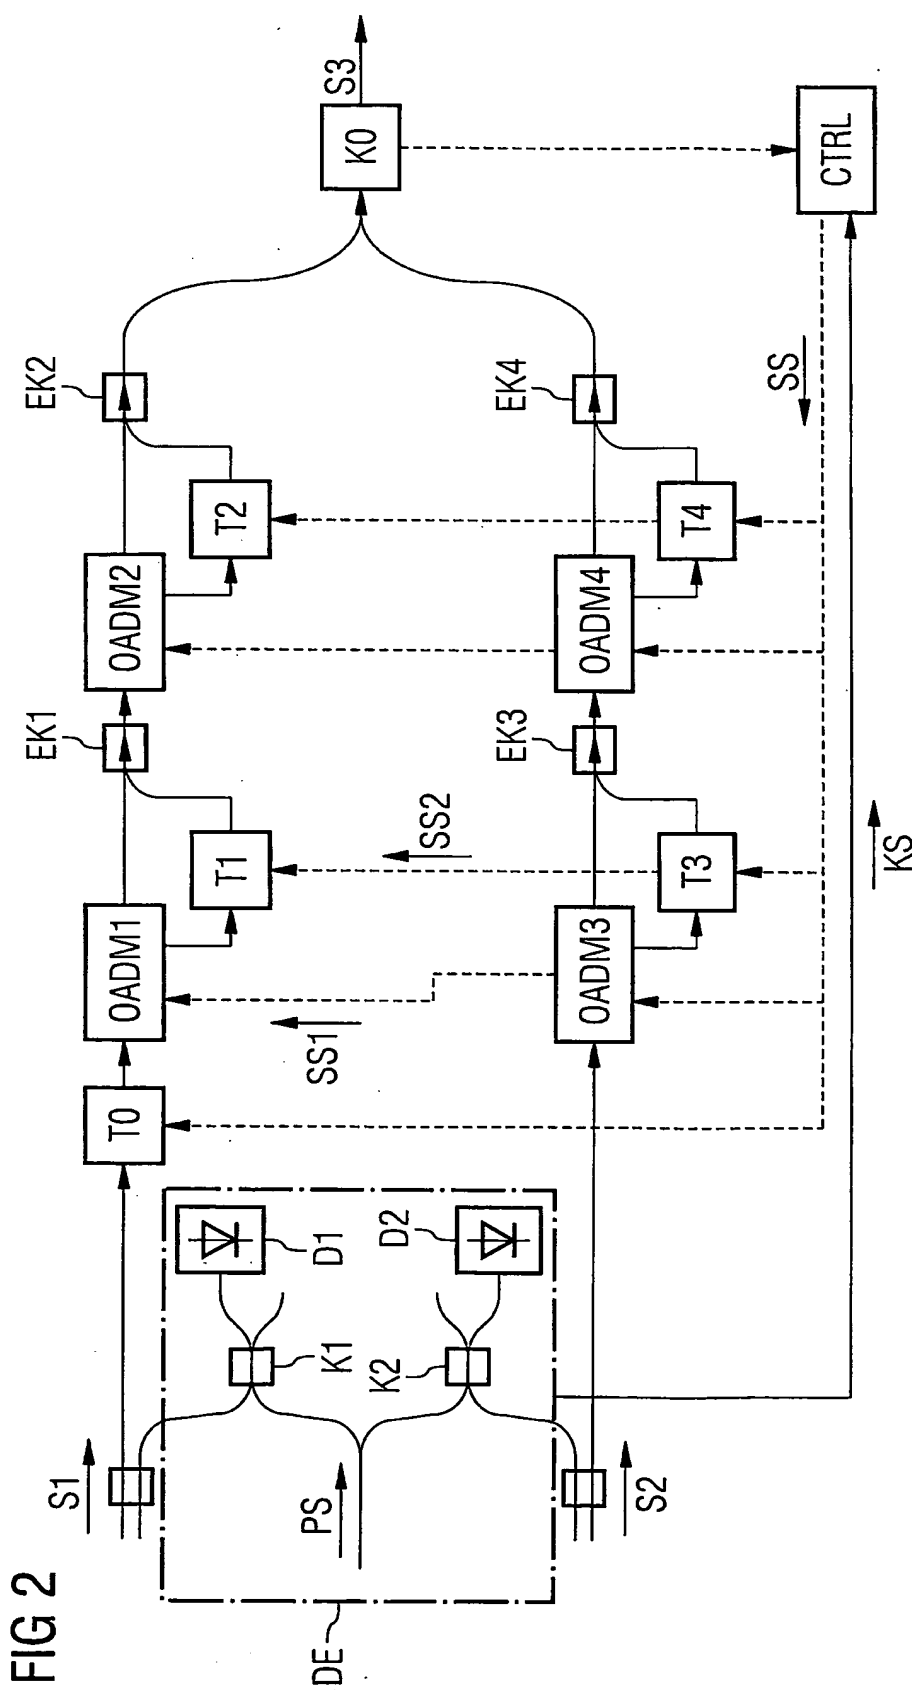 FIG 2
S1
T0
OADM1
EK1
OADM2
EK2
T1
T2
SS1
SS2
S3
K0
D1
K1
D2
K2
PS
DE
OADM3
EK3
OADM4
EK4
T3
T4
S2
SS
CTRL
KS